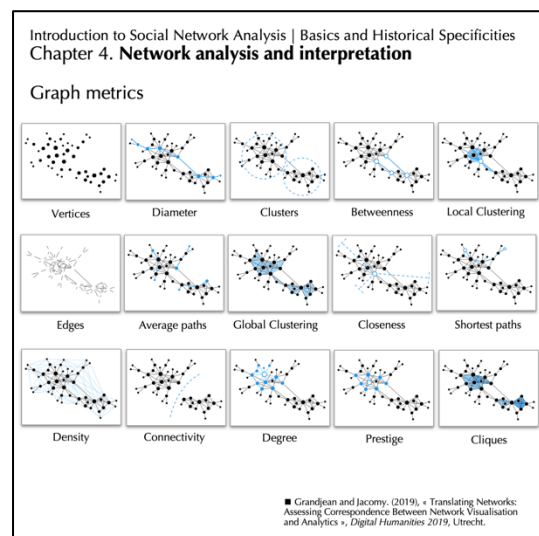 Introduction to Social Network Analysis | Basics and Historical Specificities
Chapter 4. Network analysis and interpretation
Graph metrics
Vertices
Diameter
Clusters
Betweenness
Local Clustering
Edges
Average paths
Global Clustering
Closeness
Shortest paths
Density
Connectivity
Degree
Prestige
Cliques
■ Grandjean and Jacomy. (2019), « Translating Networks:
Assessing Correspondence Between Network Visualisation
and Analytics », Digital Humanities 2019, Utrecht.